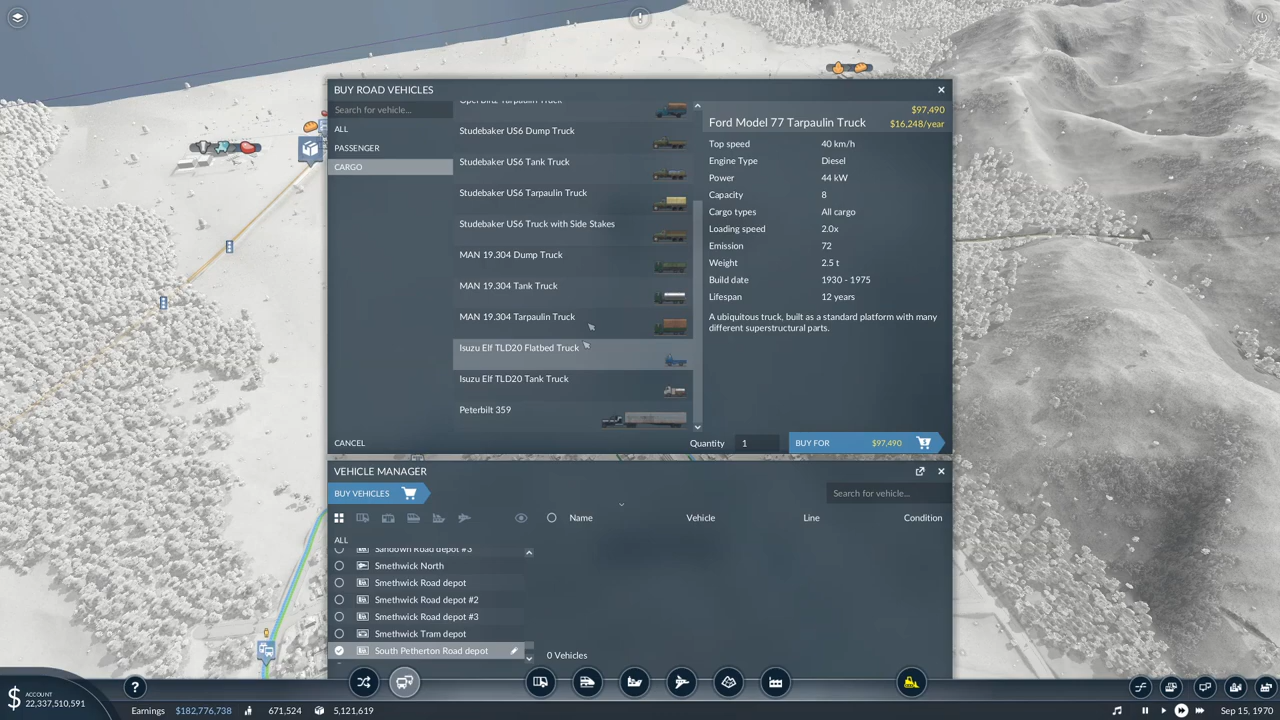 BUY ROAD VEHICLES
Search for vehicle...
ALL
PASSENGER
CARGO
Opel Blitz Tarpaulin Truck
Studebaker US6 Dump Truck
Studebaker US6 Tank Truck
Studebaker US6 Tarpaulin Truck
Studebaker US6 Truck with Side Stakes
MAN 19.304 Dump Truck
MAN 19.304 Tank Truck
MAN 19.304 Tarpaulin Truck
Isuzu Elf TLD20 Flatbed Truck
Isuzu Elf TLD20 Tank Truck
Peterbilt 359
$97,490
Ford Model 77 Tarpaulin Truck
$16,248/year
Top speed 40 km/h
Engine Type Diesel
Power 44 kW
Capacity 8
Cargo types All cargo
Loading speed 2.0x
Emission 72
Weight 2.5 t
Build date 1930 - 1975
Lifespan 12 years
A ubiquitous truck, built as a standard platform with many
different superstructural parts.
CANCEL
Quantity 1
BUY FOR $97,490
VEHICLE MANAGER
BUY VEHICLES
Search for vehicle...
Name Vehicle Line Condition
ALL
Sandown Road depot #3
Smethwick North
Smethwick Road depot
Smethwick Road depot #2
Smethwick Road depot #3
Smethwick Tram depot
South Petherton Road depot
0 Vehicles
$ ACCOUNT
22,337,510,591
?
Earnings $182,776,738
671,524
5,121,619
Sep 15, 1970